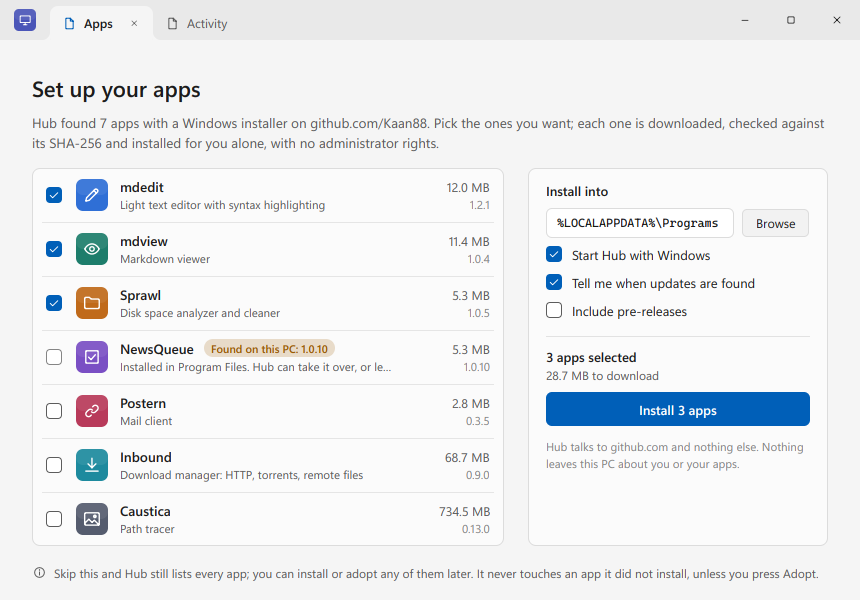 Apps
Activity
Set up your apps
Hub found 7 apps with a Windows installer on github.com/Kaan88. Pick the ones you want; each one is downloaded, checked against
its SHA-256 and installed for you alone, with no administrator rights.
mdedit
12.0 MB
Light text editor with syntax highlighting
1.2.1
mdview
11.4 MB
Markdown viewer
1.0.4
Sprawl
5.3 MB
Disk space analyzer and cleaner
1.0.5
NewsQueue
Found on this PC: 1.0.10
5.3 MB
Installed in Program Files. Hub can take it over, or le...
1.0.10
Postern
2.8 MB
Mail client
0.3.5
Inbound
68.7 MB
Download manager: HTTP, torrents, remote files
0.9.0
Caustica
734.5 MB
Path tracer
0.13.0
Install into
%LOCALAPPDATA%\Programs
Browse
Start Hub with Windows
Tell me when updates are found
Include pre-releases
3 apps selected
28.7 MB to download
Install 3 apps
Hub talks to github.com and nothing else. Nothing
leaves this PC about you or your apps.
Skip this and Hub still lists every app; you can install or adopt any of them later. It never touches an app it did not install, unless you press Adopt.